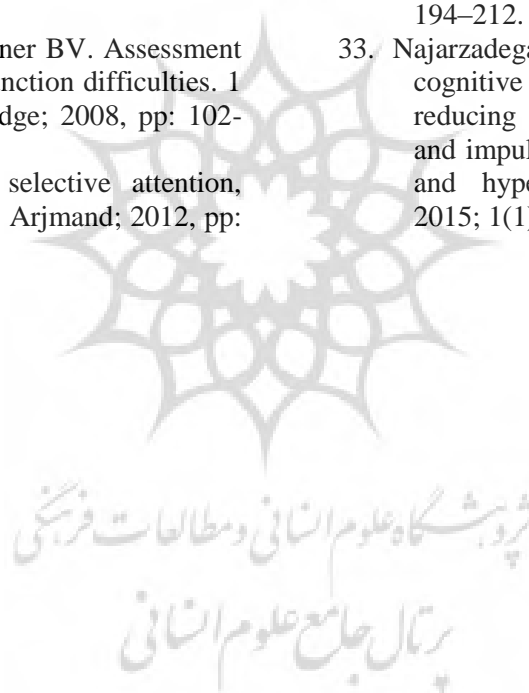 ner BV. Assessment
nction difficulties. 1
dge; 2008, pp: 102-
selective attention,
Arjmand; 2012, pp:
194–212.
33. Najarzadega
cognitive
reducing
and impul
and hype
2015; 1(1)
پژوهشگاه علوم انسانی و مطالعات فرهنگی
پرتال جامع علوم انسانی